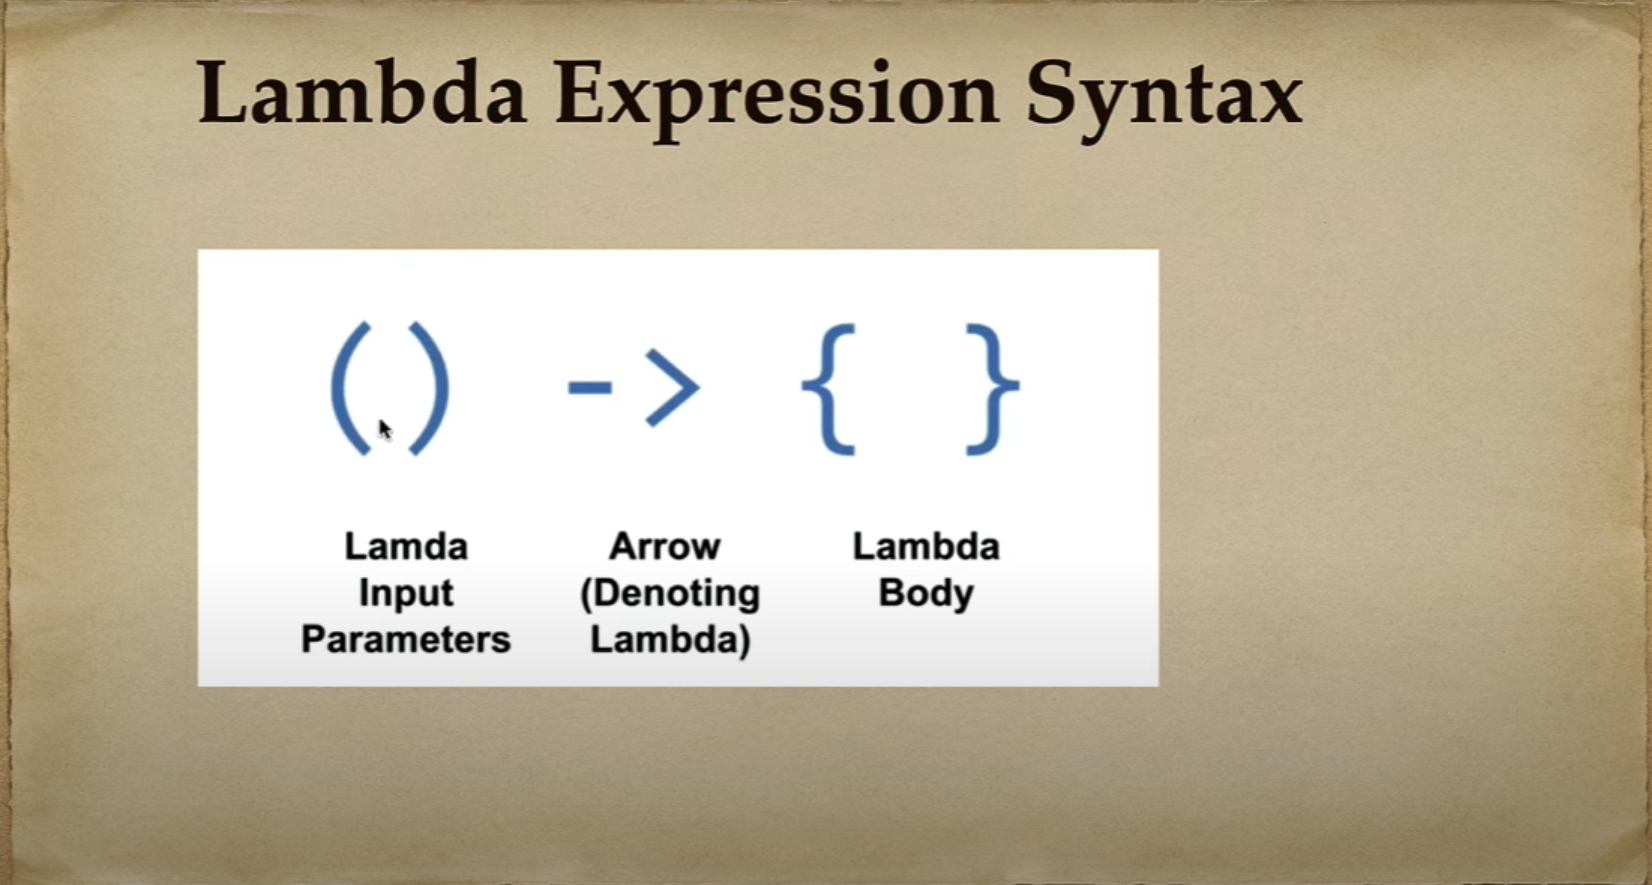 Lambda Expression Syntax
() -> { }
Lamda
Input
Parameters
Arrow
(Denoting
Lambda)
Lambda
Body